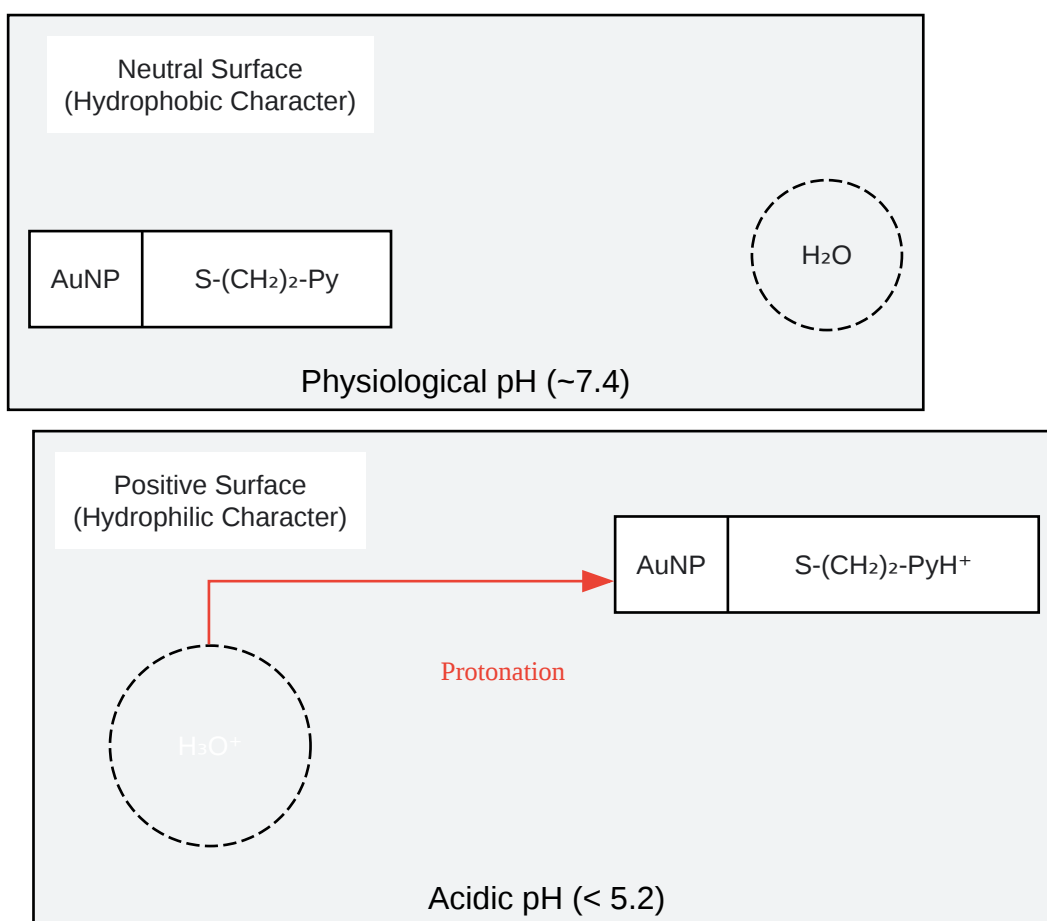 Neutral Surface
(Hydrophobic Character)
AuNP
S-(CH₂)₂-Py
H₂O
Physiological pH (~7.4)
Positive Surface
(Hydrophilic Character)
AuNP
S-(CH₂)₂-PyH⁺
Protonation
H₃O⁺
Acidic pH (< 5.2)